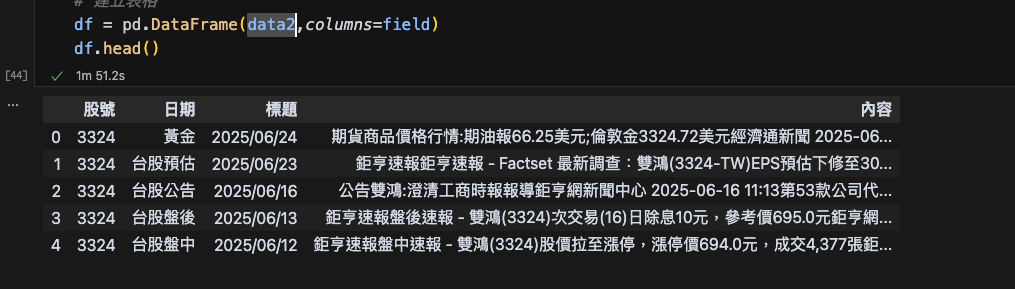 # 建立表格
df = pd.DataFrame(data2,columns=field)
df.head()
[44] ✓ 1m 51.2s
...
股號 日期 標題 內容
0 3324 黃金 2025/06/24 期貨商品價格行情:期油報66.25美元;倫敦金3324.72美元經濟通新聞 2025-06...
1 3324 台股預估 2025/06/23 鉅亨速報鉅亨速報 - Factset 最新調查：雙鴻(3324-TW)EPS預估下修至30...
2 3324 台股公告 2025/06/16 公告雙鴻:澄清工商時報報導鉅亨網新聞中心 2025-06-16 11:13第53款公司代...
3 3324 台股盤後 2025/06/13 鉅亨速報盤後速報 - 雙鴻(3324)次交易(16)日除息10元，參考價695.0元鉅亨網...
4 3324 台股盤中 2025/06/12 鉅亨速報盤中速報 - 雙鴻(3324)股價拉至漲停，漲停價694.0元，成交4,377張鉅...